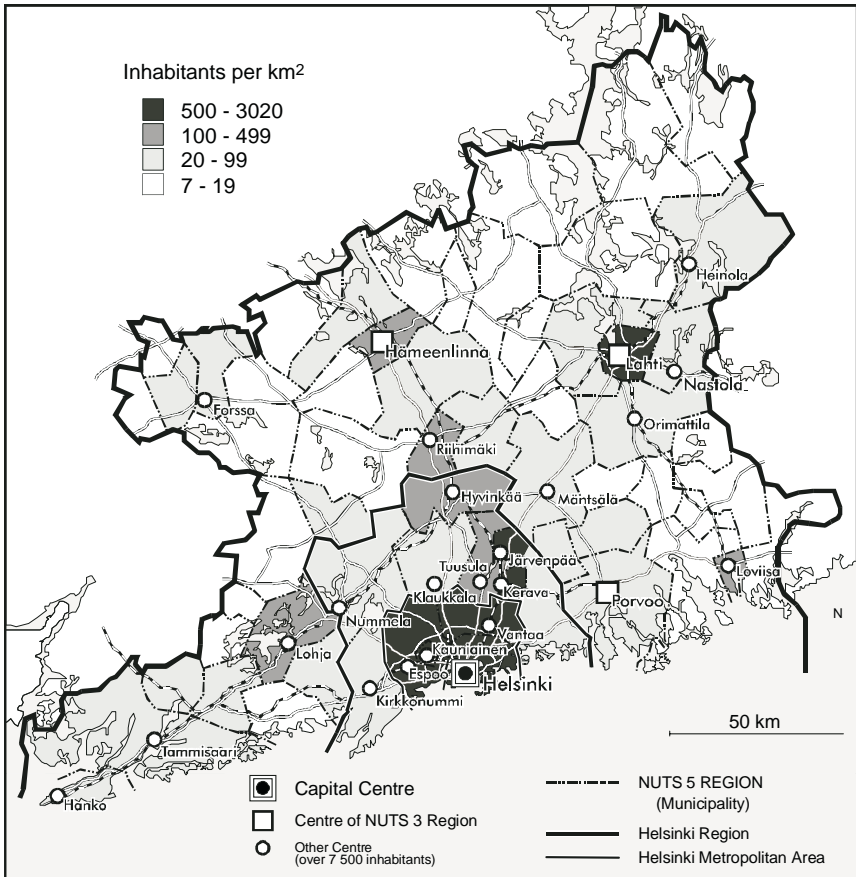 Inhabitants per km2
500 - 3020
100 - 499
20 - 99
7 - 19
Heinola
Hämeenlinna
Lahti
Nastola
Forssa
Orimattila
Riihimäki
Hyvinkää
Mäntsälä
Järvenpää
Tuusula
Loviisa
Klaukkala
Kerava
Porvoo
Nummela
N
Vantaa
Lohja
Kauniainen
Espoo
Helsinki
Kirkkonummi
50 km
Tammisaari
Hanko
Capital Centre
Centre of NUTS 3 Region
Other Centre
(over 7 500 inhabitants)
NUTS 5 REGION
(Municipality)
Helsinki Region
Helsinki Metropolitan Area